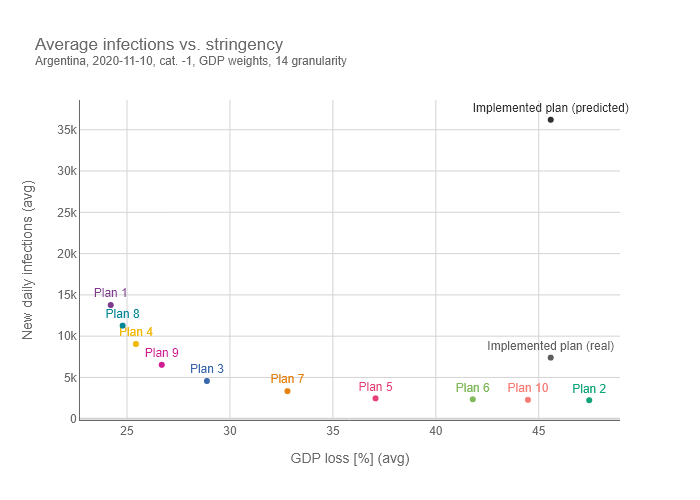 Average infections vs. stringency
Argentina, 2020-11-10, cat. -1, GDP weights, 14 granularity
Implemented plan (predicted)
35k
30k
25k
20k
15k
10k
5k
0
New daily infections (avg)
Plan 1
Plan 8
Plan 4
Plan 9
Plan 3
Plan 7
Plan 5
Plan 6
Plan 10
Plan 2
Implemented plan (real)
25
30
35
40
45
GDP loss [%] (avg)